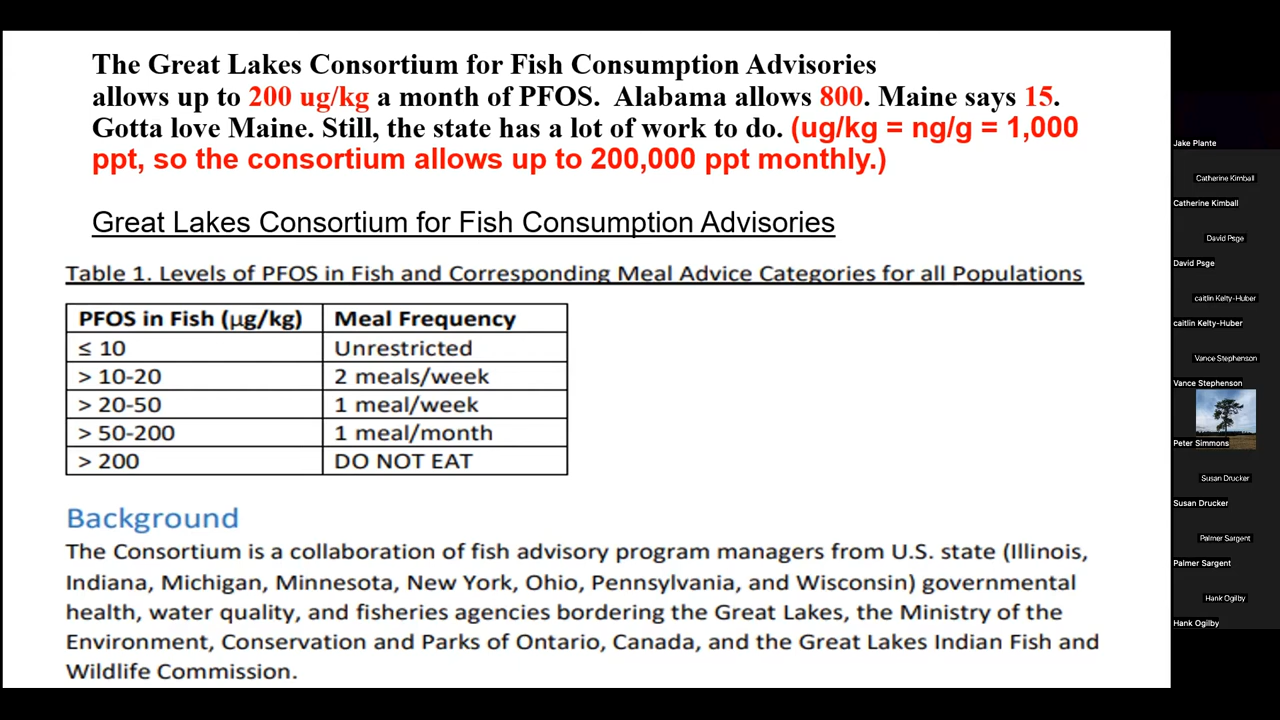 The Great Lakes Consortium for Fish Consumption Advisories
allows up to 200 ug/kg a month of PFOS.  Alabama allows 800. Maine says 15.
Gotta love Maine. Still, the state has a lot of work to do. (ug/kg = ng/g = 1,000
ppt, so the consortium allows up to 200,000 ppt monthly.)
Great Lakes Consortium for Fish Consumption Advisories
Table 1. Levels of PFOS in Fish and Corresponding Meal Advice Categories for all Populations
PFOS in Fish (µg/kg) Meal Frequency
≤ 10 Unrestricted
> 10-20 2 meals/week
> 20-50 1 meal/week
> 50-200 1 meal/month
> 200 DO NOT EAT
Background
The Consortium is a collaboration of fish advisory program managers from U.S. state (Illinois,
Indiana, Michigan, Minnesota, New York, Ohio, Pennsylvania, and Wisconsin) governmental
health, water quality, and fisheries agencies bordering the Great Lakes, the Ministry of the
Environment, Conservation and Parks of Ontario, Canada, and the Great Lakes Indian Fish and
Wildlife Commission.
Jake Plante
Catherine Kimball
Catherine Kimball
David Psge
David Psge
caitlin Kelty-Huber
caitlin Kelty-Huber
Vance Stephenson
Vance Stephenson
Peter Simmons
Susan Drucker
Susan Drucker
Palmer Sargent
Palmer Sargent
Hank Ogilby
Hank Ogilby